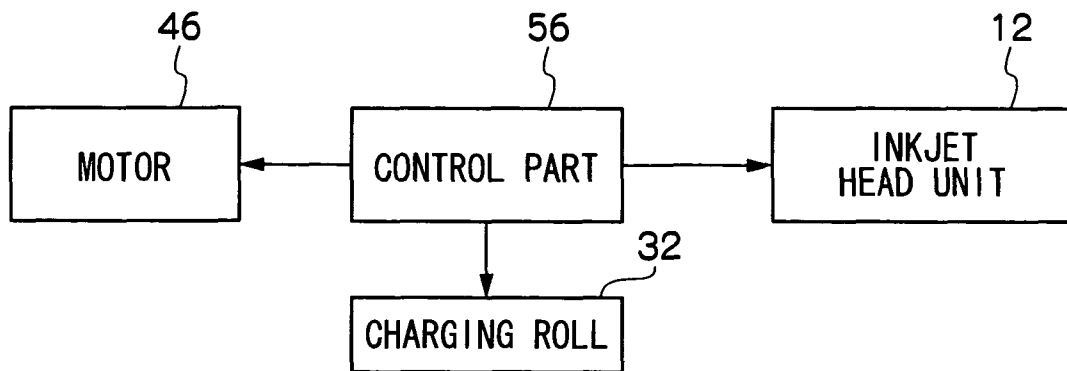 46
56
12
MOTOR
CONTROL PART
INKJET
HEAD UNIT
32
CHARGING ROLL